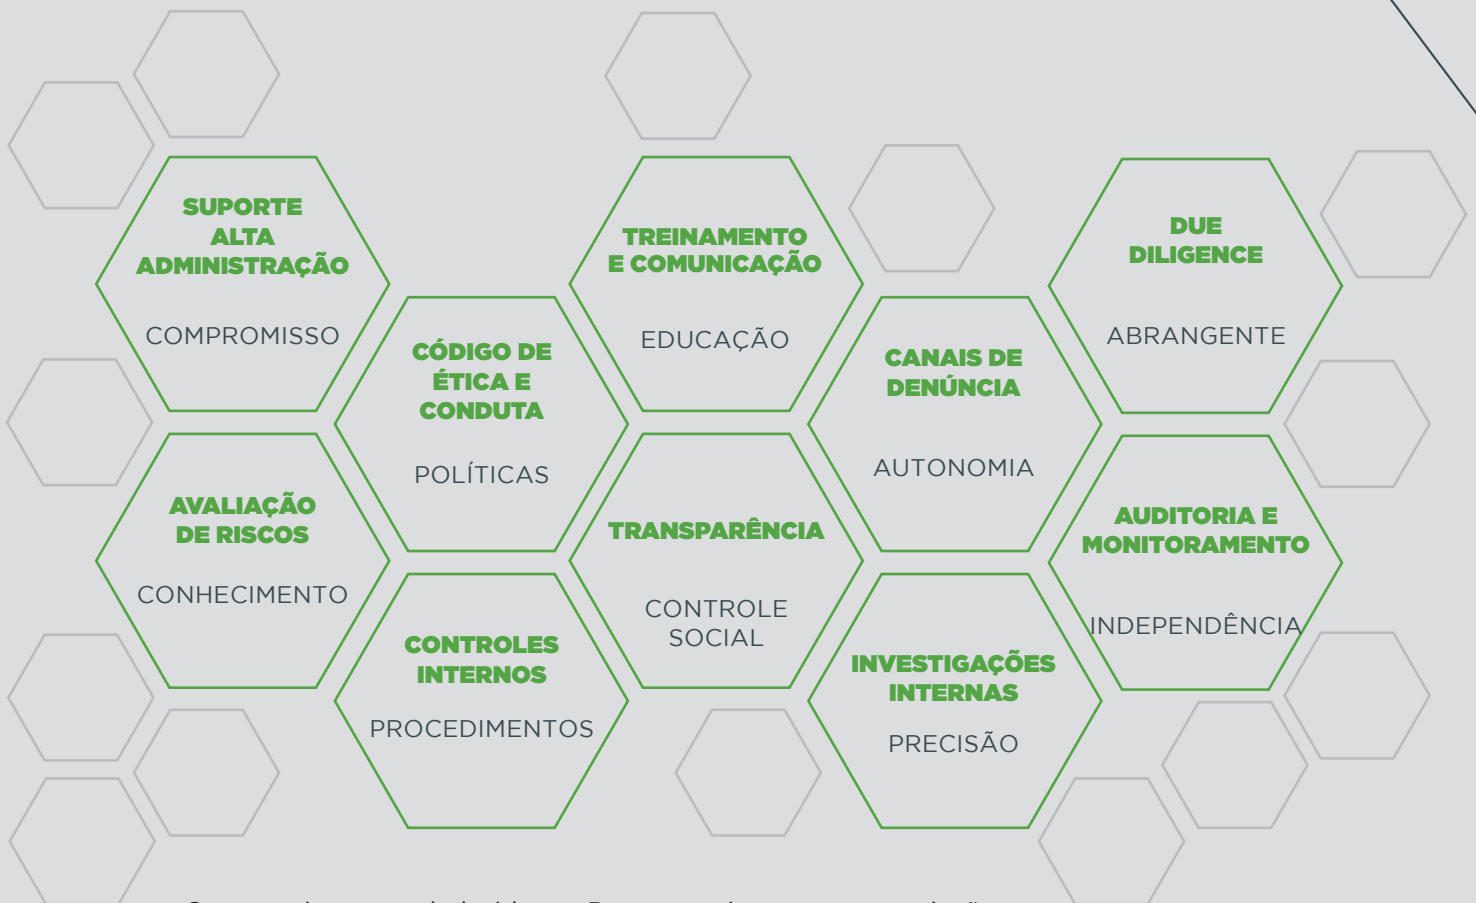 SUPORTE
ALTA
ADMINISTRAÇÃO
COMPROMISSO
TREINAMENTO
E COMUNICAÇÃO
EDUCAÇÃO
DUE
DILIGENCE
ABRANGENTE
CÓDIGO DE
ÉTICA E
CONDUTA
POLÍTICAS
CANAIS DE
DENÚNCIA
AUTONOMIA
AVALIAÇÃO
DE RISCOS
CONHECIMENTO
TRANSPARÊNCIA
CONTROLE
SOCIAL
AUDITORIA E
MONITORAMENTO
INDEPENDÊNCIA
CONTROLES
INTERNOS
PROCEDIMENTOS
INVESTIGAÇÕES
INTERNAS
PRECISÃO